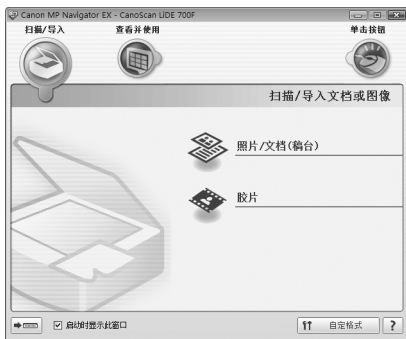 Canon MP Navigator EX - CanoScan LiDE 700F
扫描/导入 查看并使用 单击按钮
扫描/导入文档或图像
照片/文档(稿台)
胶片
启动时显示此窗口
自定格式 ?